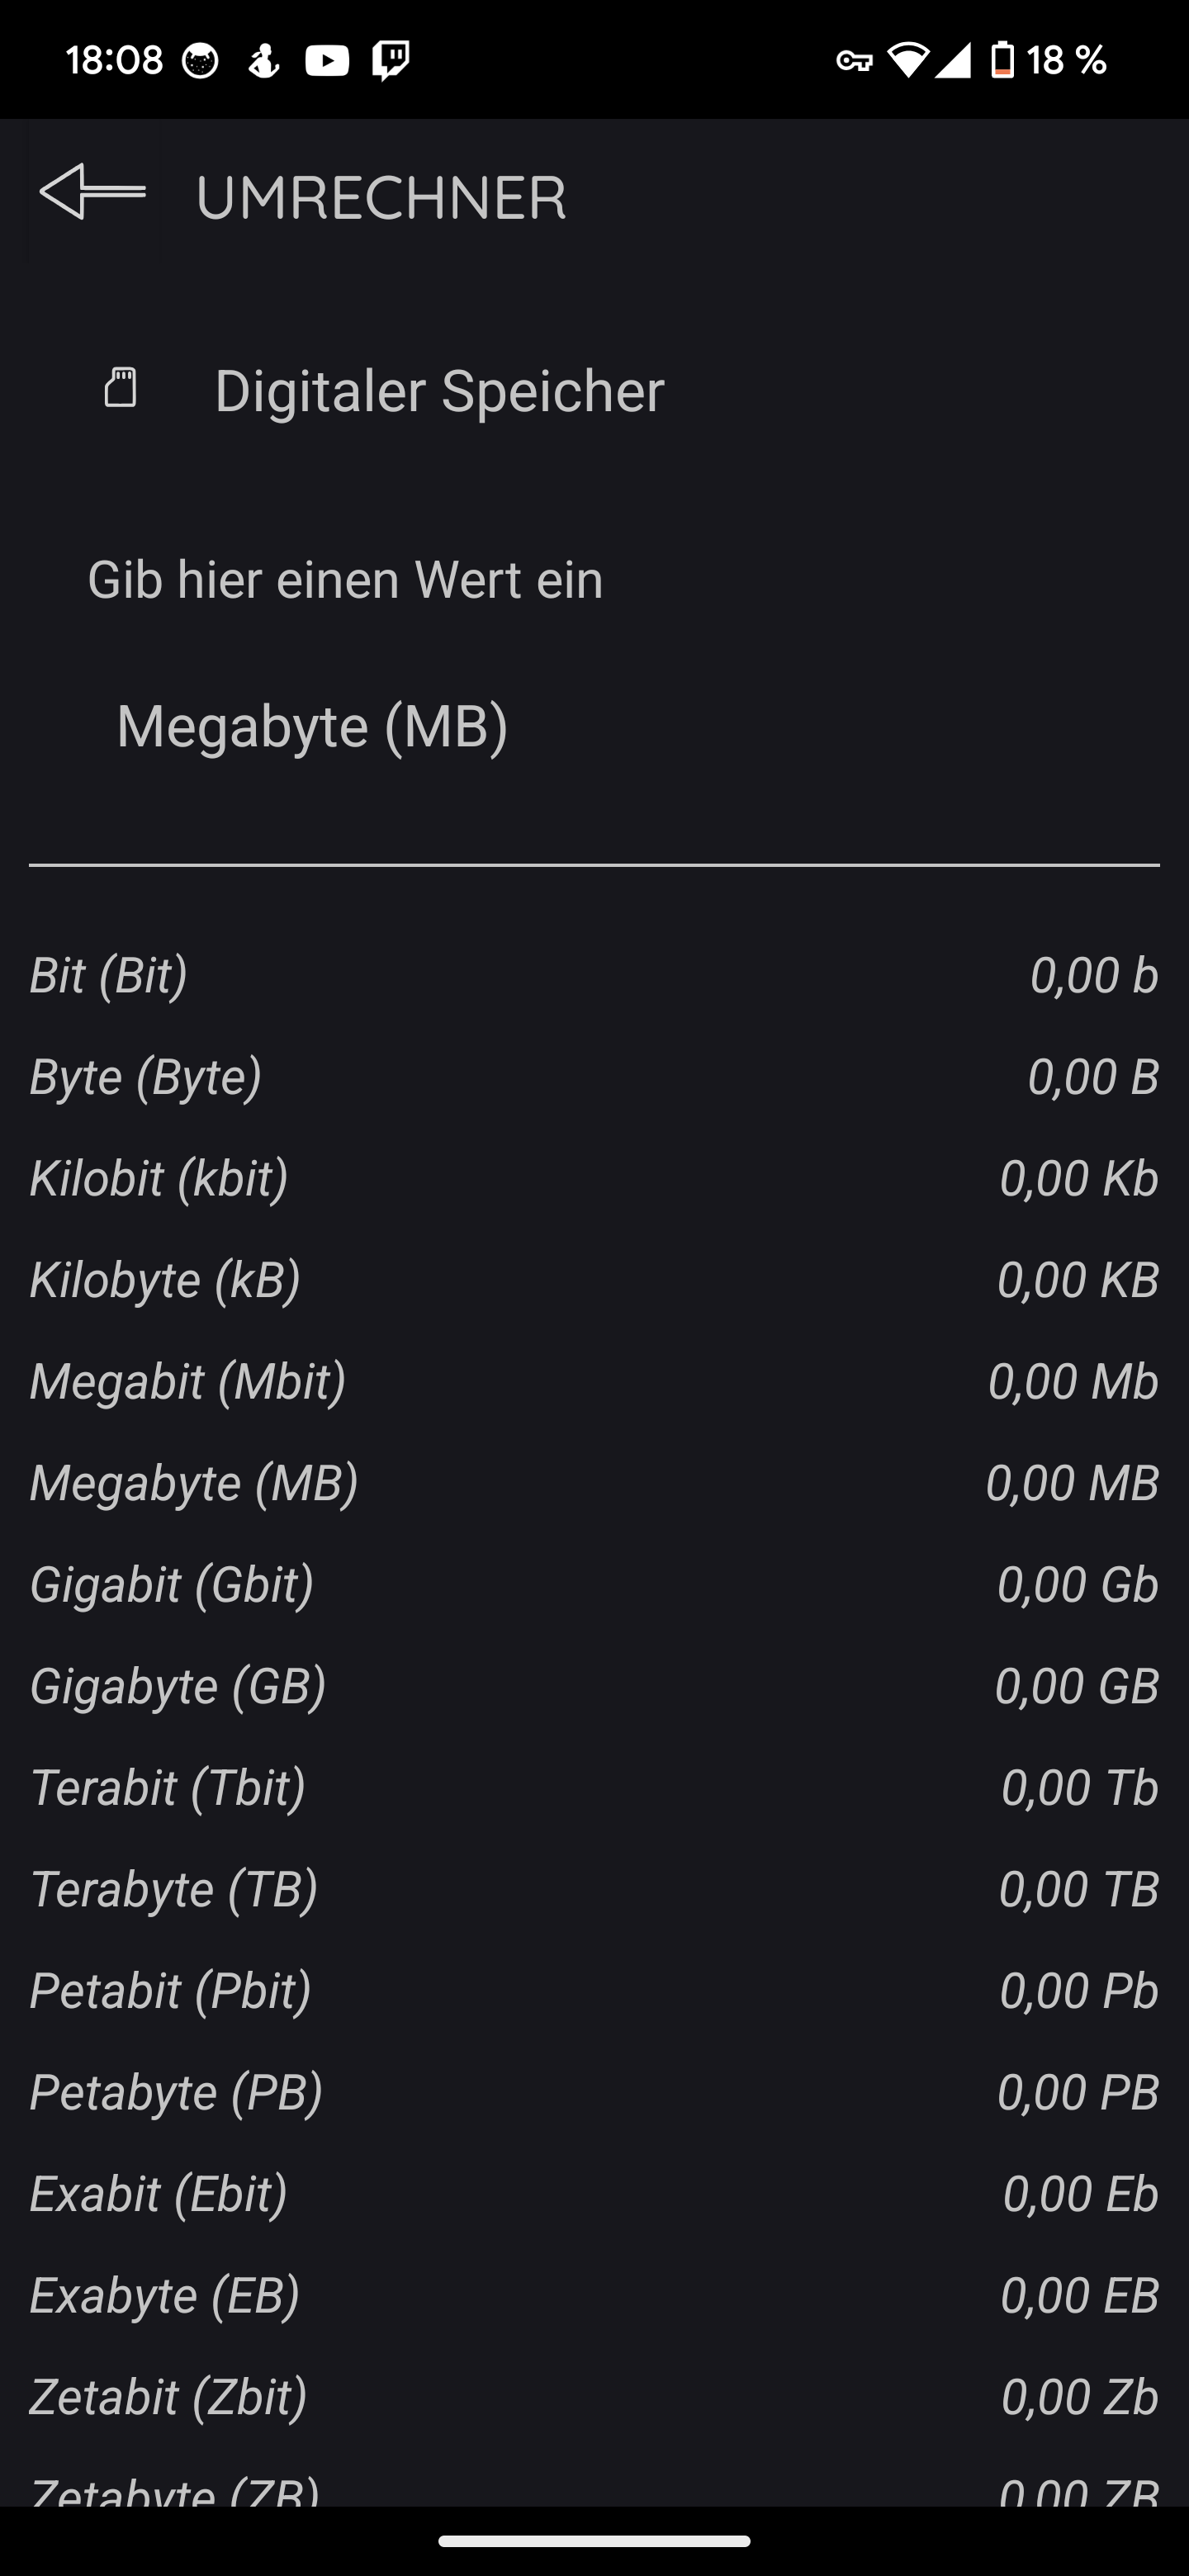 18:08 18 %
UMRECHNER
Digitaler Speicher
Gib hier einen Wert ein
Megabyte (MB)
Bit (Bit) 0,00 b
Byte (Byte) 0,00 B
Kilobit (kbit) 0,00 Kb
Kilobyte (kB) 0,00 KB
Megabit (Mbit) 0,00 Mb
Megabyte (MB) 0,00 MB
Gigabit (Gbit) 0,00 Gb
Gigabyte (GB) 0,00 GB
Terabit (Tbit) 0,00 Tb
Terabyte (TB) 0,00 TB
Petabit (Pbit) 0,00 Pb
Petabyte (PB) 0,00 PB
Exabit (Ebit) 0,00 Eb
Exabyte (EB) 0,00 EB
Zetabit (Zbit) 0,00 Zb
Zetabyte (ZB) 0,00 ZB